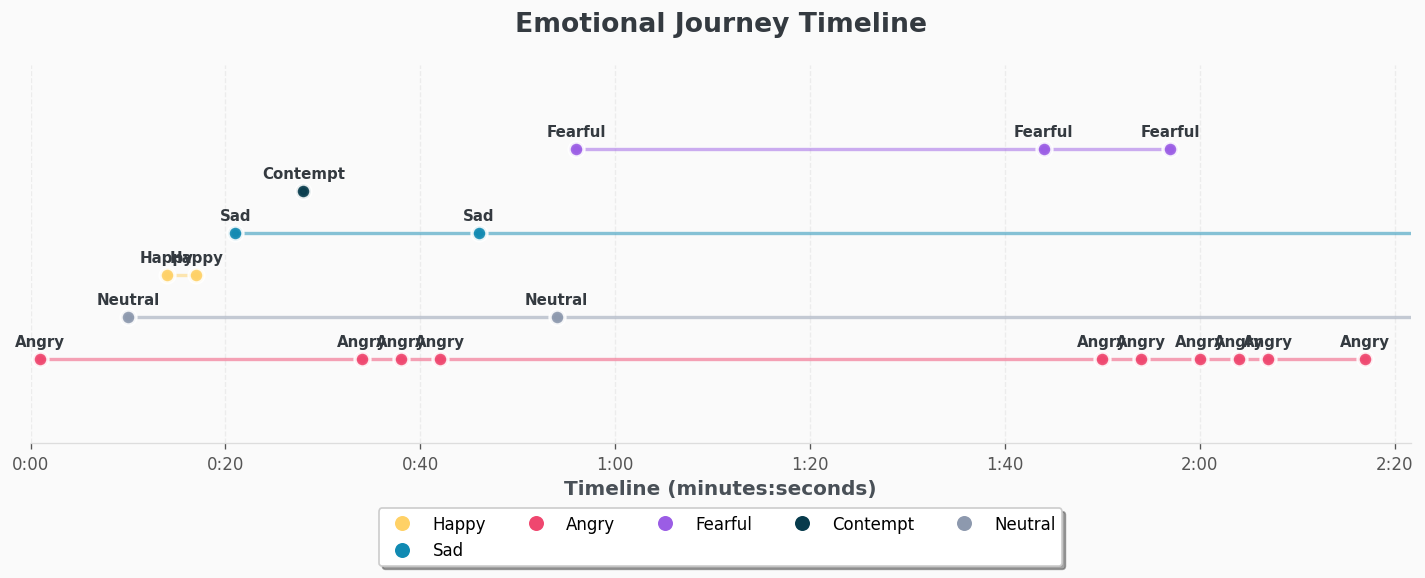 Emotional Journey Timeline
Fearful Fearful Fearful
Contempt
Sad Sad
Happy Happy
Neutral Neutral
Angry Angry Angry Angry Angry Angry Angry Angry Angry Angry
0:00 0:20 0:40 1:00 1:20 1:40 2:00 2:20
Timeline (minutes:seconds)
Happy Angry Fearful Contempt Neutral
Sad